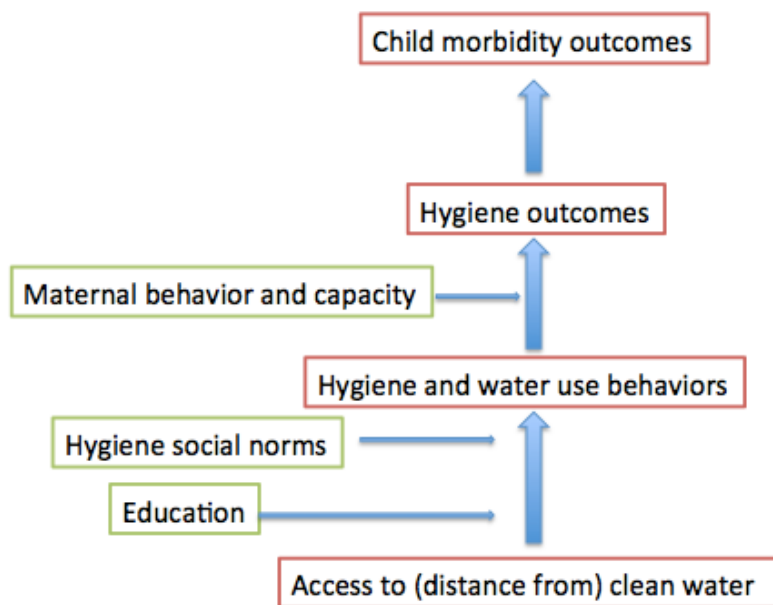 Child morbidity outcomes
Hygiene outcomes
Maternal behavior and capacity
Hygiene and water use behaviors
Hygiene social norms
Education
Access to (distance from) clean water